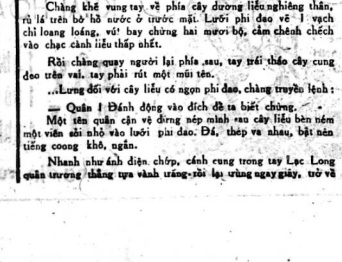 Chàng khẽ vung tay về phía cây dương liễu nghiêng thân,
rủ lá trên bờ hồ nước ở trước mặt. Lưỡi phi đao vẽ 1 vạch
chỉ loang loáng, vú! bay chừng hai mươi bộ, cắm chênh chếch
vào chạc cành liễu thấp nhất.
Rồi chàng quay người lại phía sau, tay trái tháo cây cung
đeo trên vai, tay phải rút một mũi tên.
...Lưng đối với cây liễu có ngọn phi đao, chàng truyền lệnh :
— Quân ! Đánh động vào đích để ta biết chừng.
Một tên quân cận vệ đứng nép mình sau cây liễu bèn ném
một viên sỏi nhỏ vào lưỡi phi đao. Đá, thép va nhau, bật nên
tiếng coong khô, ngắn.
Nhanh như ánh điện chớp, cánh cung trong tay Lạc Long
quân trương thẳng tựa vành trăng rồi lại trùng ngay giây, trở về